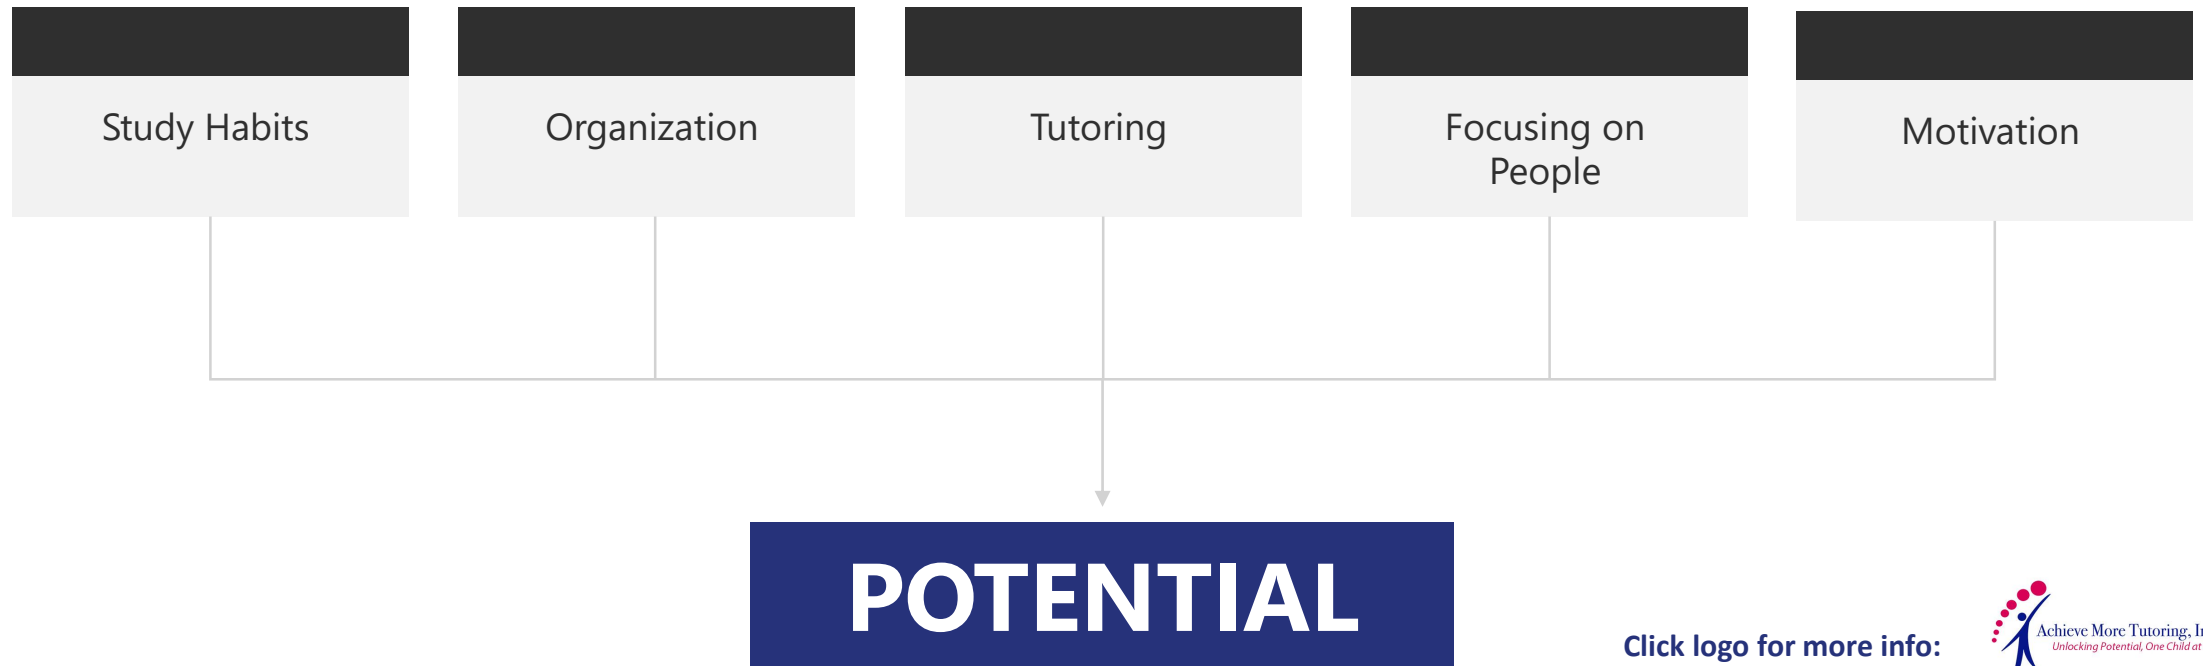 Study Habits
Organization
Tutoring
Focusing on
People
Motivation
POTENTIAL
Click logo for more info:
Achieve More Tutoring,
Unlocking Potential, One Child at